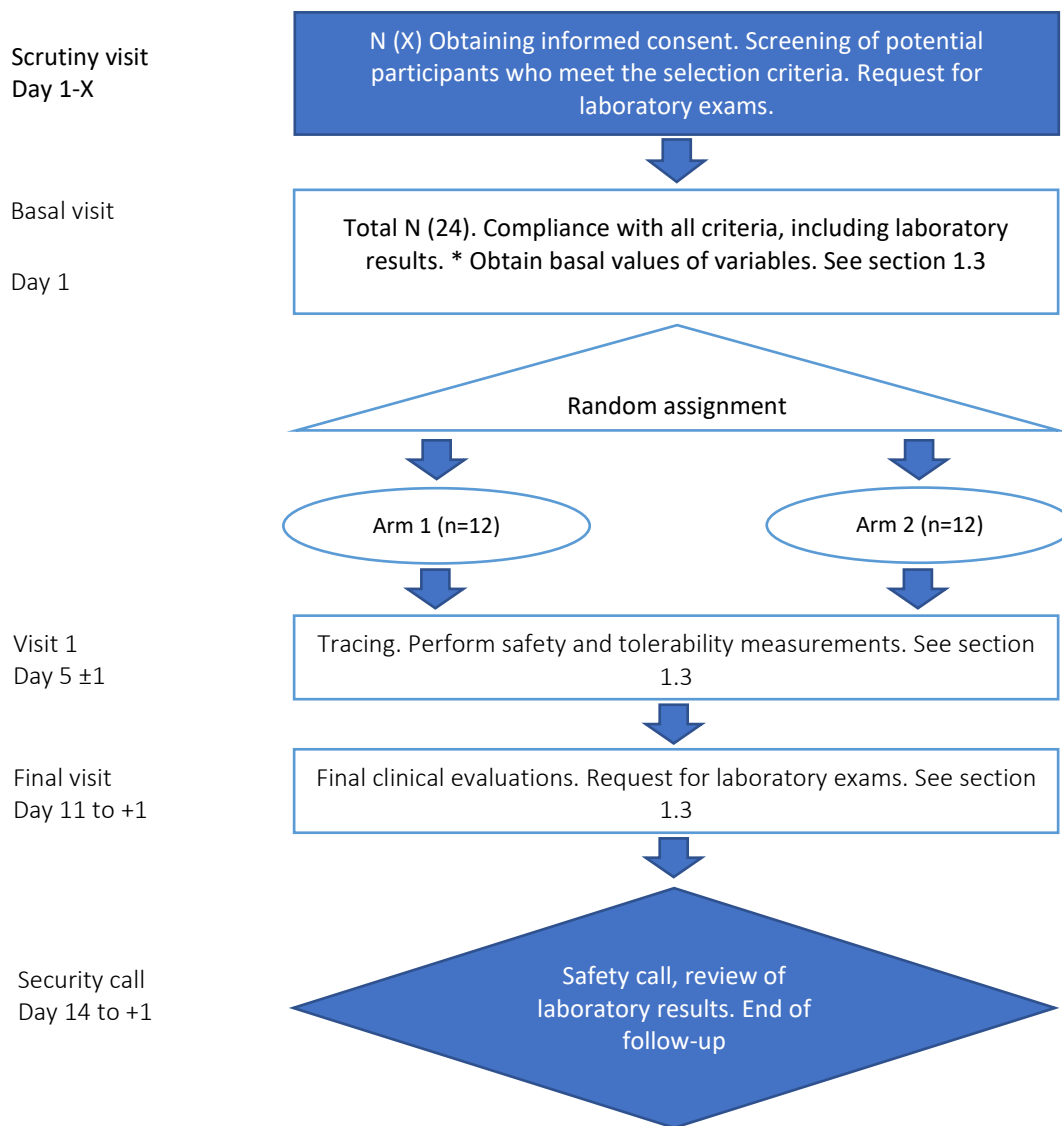 Scrutiny visit
Day 1-X
N (X) Obtaining informed consent. Screening of potential
participants who meet the selection criteria. Request for
laboratory exams.
Basal visit
Day 1
Total N (24). Compliance with all criteria, including laboratory
results. * Obtain basal values of variables. See section 1.3
Random assignment
Arm 1 (n=12)
Arm 2 (n=12)
Visit 1
Day 5 ±1
Tracing. Perform safety and tolerability measurements. See section
1.3
Final visit
Day 11 to +1
Final clinical evaluations. Request for laboratory exams. See section
1.3
Security call
Day 14 to +1
Safety call, review of
laboratory results. End of
follow-up